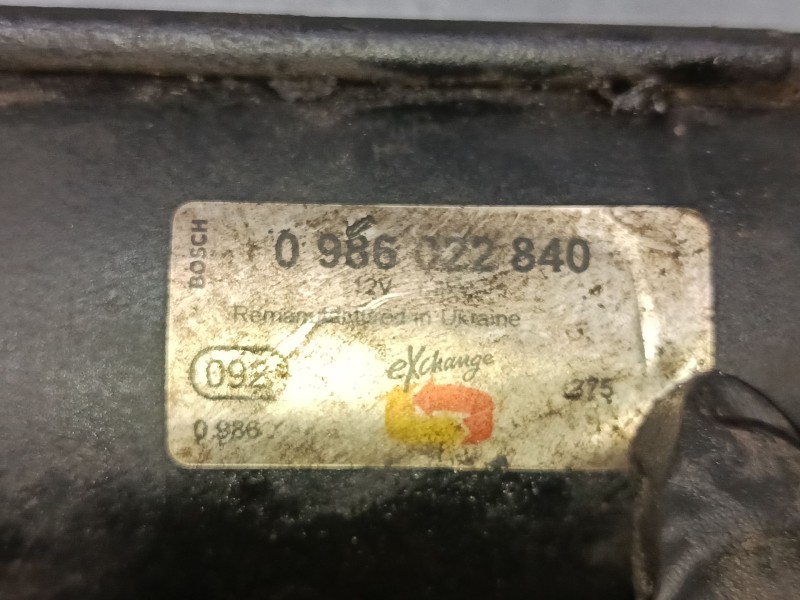 BOSCH
0 986 022 840
12V
Remanufactured in Ukraine
092
eXchange
375
0 986